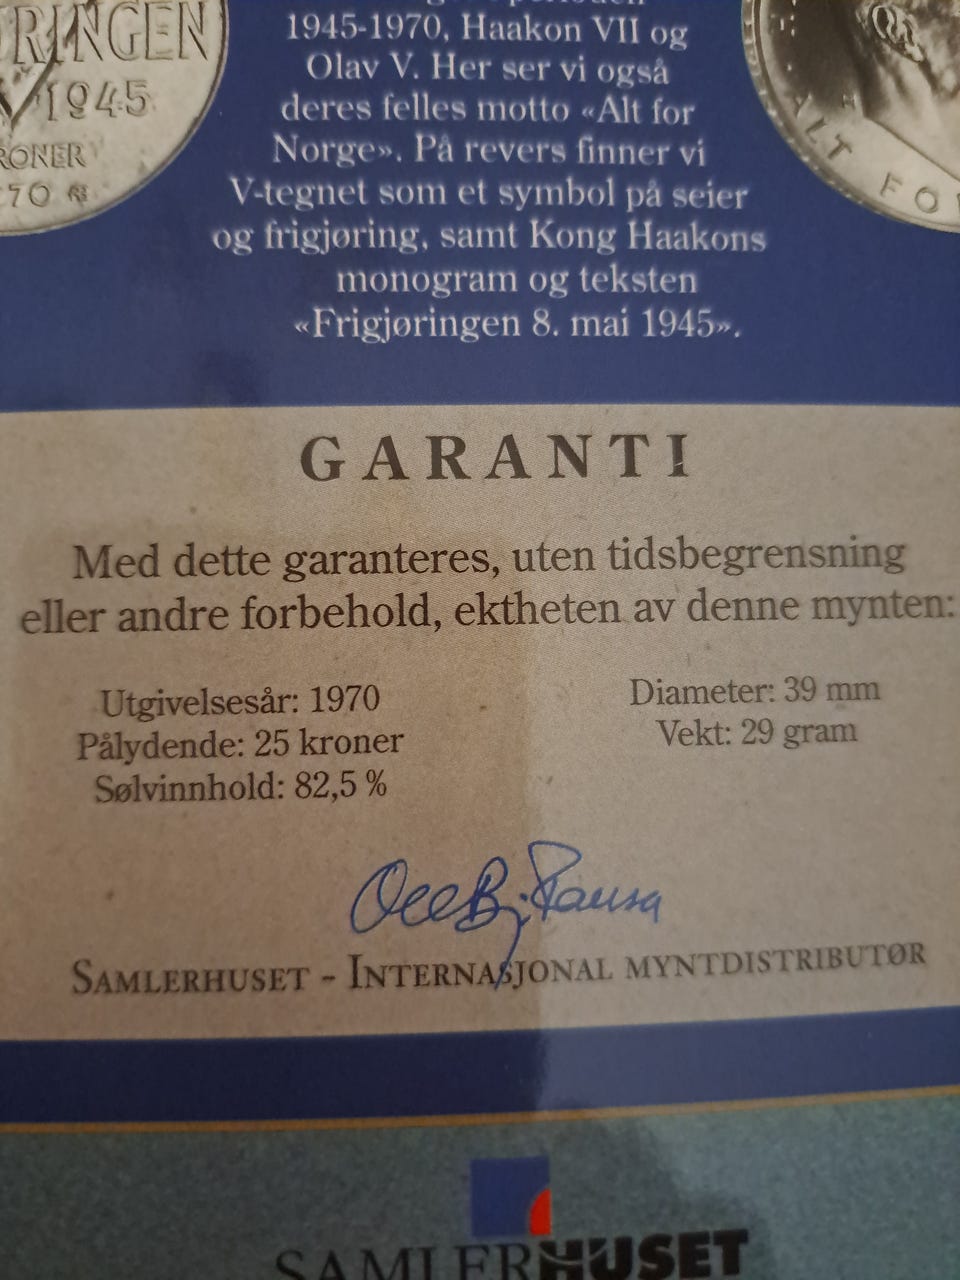 1945-1970, Haakon VII og
Olav V. Her ser vi også
deres felles motto «Alt for
Norge». På revers finner vi
V-tegnet som et symbol på seier
og frigjøring, samt Kong Haakons
monogram og teksten
«Frigjøringen 8. mai 1945».
RINGEN
1945
RONER
70
ALT FO
GARANTI
Med dette garanteres, uten tidsbegrensning
eller andre forbehold, ektheten av denne mynten:
Utgivelsesår: 1970
Pålydende: 25 kroner
Sølvinnhold: 82,5 %
Diameter: 39 mm
Vekt: 29 gram
SAMLERHUSET - INTERNASJONAL MYNTDISTRIBUTØR
SAMLERHUSET